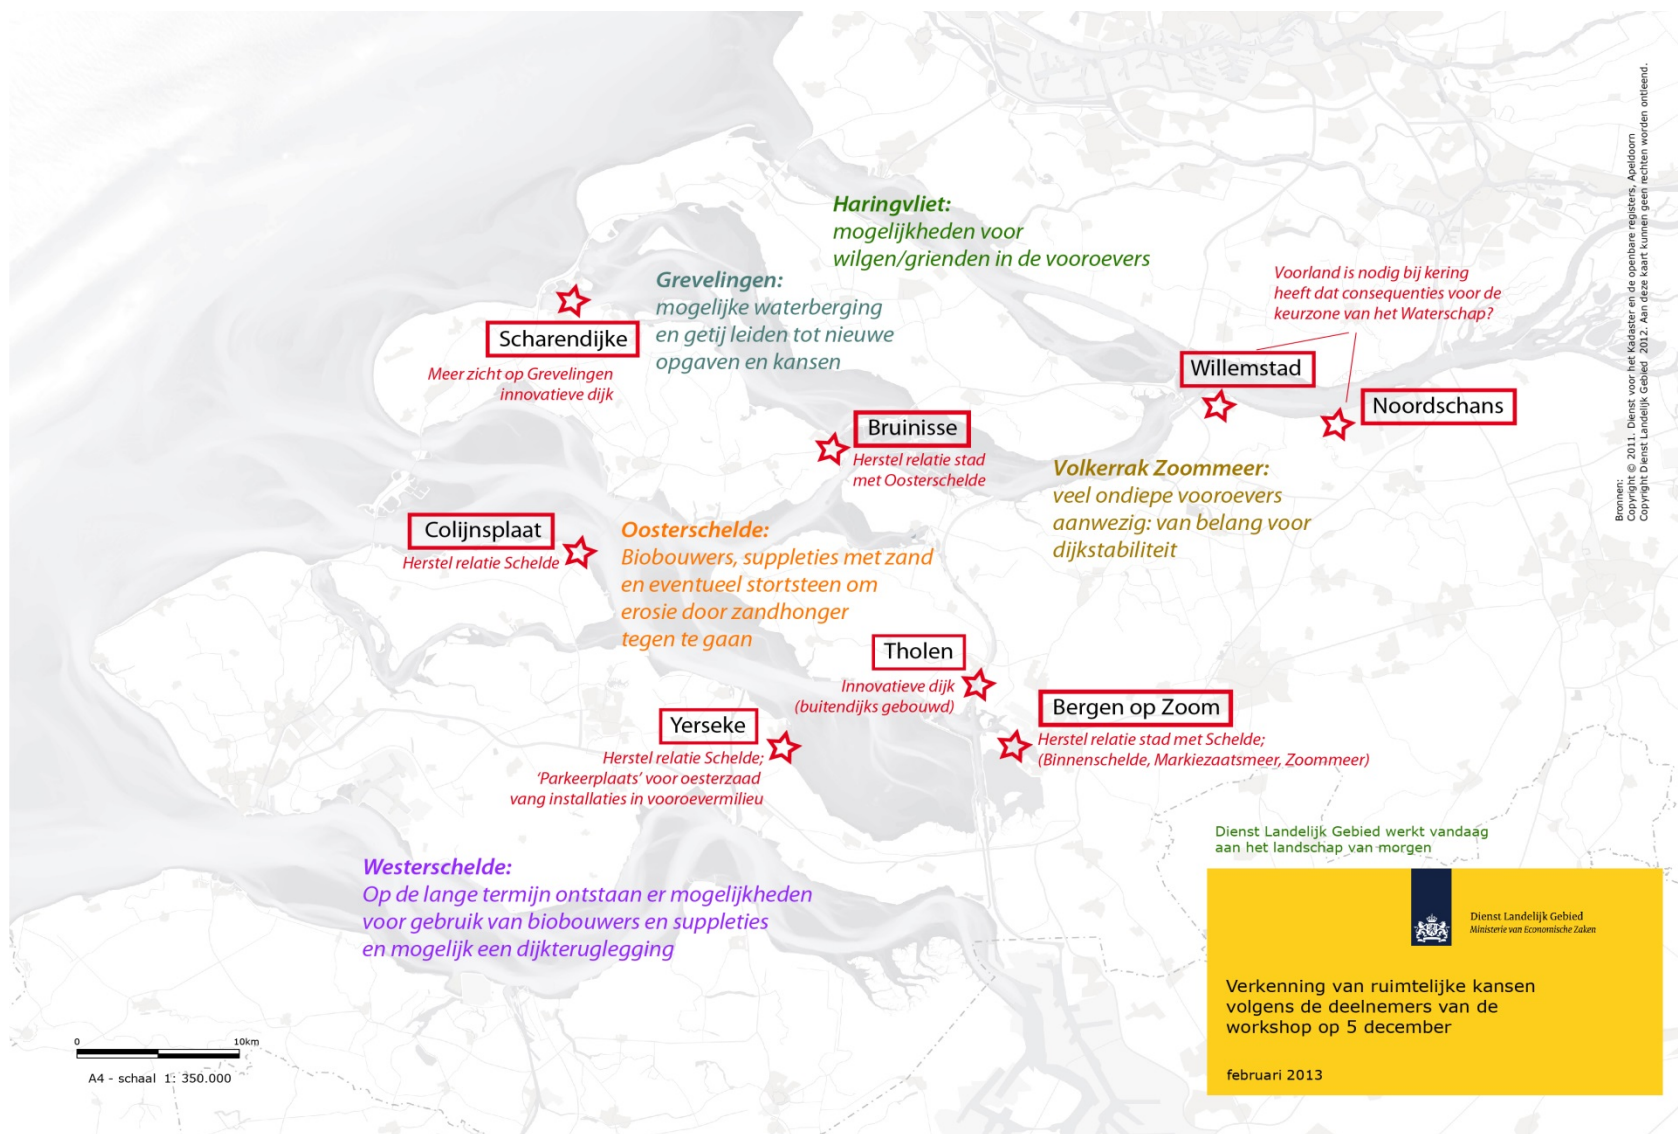 Haringvliet:
mogelijkheden voor
wilgen/grienden in de vooroevers
Grevelingen:
mogelijke waterberging
en getij leiden tot nieuwe
opgaven en kansen
Voorland is nodig bij kering
heeft dat consequenties voor de
keurzone van het Waterschap?
Scharendijke
Meer zicht op Grevelingen
innovatieve dijk
Willemstad
Noordschans
Bruinisse
Herstel relatie stad
met Oosterschelde
Volkerrak Zoommeer:
veel ondiepe vooroevers
aanwezig: van belang voor
dijkstabiliteit
Colijnsplaat
Herstel relatie Schelde
Oosterschelde:
Biobouwers, suppleties met zand
en eventueel stortsteen om
erosie door zandhonger
tegen te gaan
Tholen
Innovatieve dijk
(buitendijks gebouwd)
Bergen op Zoom
Herstel relatie stad met Schelde;
(Binnenschelde, Markiezaatsmeer, Zoommeer)
Yerseke
Herstel relatie Schelde;
'Parkeerplaats' voor oesterzaad
vang installaties in vooroevermilieu
Westerschelde:
Op de lange termijn ontstaan er mogelijkheden
voor gebruik van biobouwers en suppleties
en mogelijk een dijkteruglegging
Bronnen:
Copyright © 2011. Dienst voor het Kadaster en de openbare registers, Apeldoorn
Copyright Dienst Landelijk Gebied 2012. Aan deze kaart kunnen geen rechten worden ontleend.
Dienst Landelijk Gebied werkt vandaag
aan het landschap van morgen
Dienst Landelijk Gebied
Ministerie van Economische Zaken
Verkenning van ruimtelijke kansen
volgens de deelnemers van de
workshop op 5 december
februari 2013
0 10km
A4 - schaal 1: 350.000